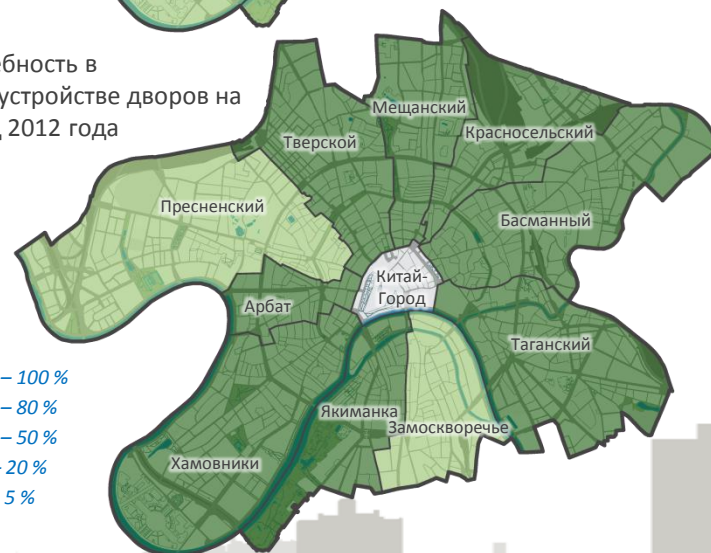 ебность в
устройстве дворов на
2012 года
Мещанский
Красносельский
Тверской
Пресненский
Басманный
Китай-
Город
Арбат
Таганский
– 100 %
– 80 %
– 50 %
- 20 %
5 %
Якиманка
Замоскворечье
Хамовники